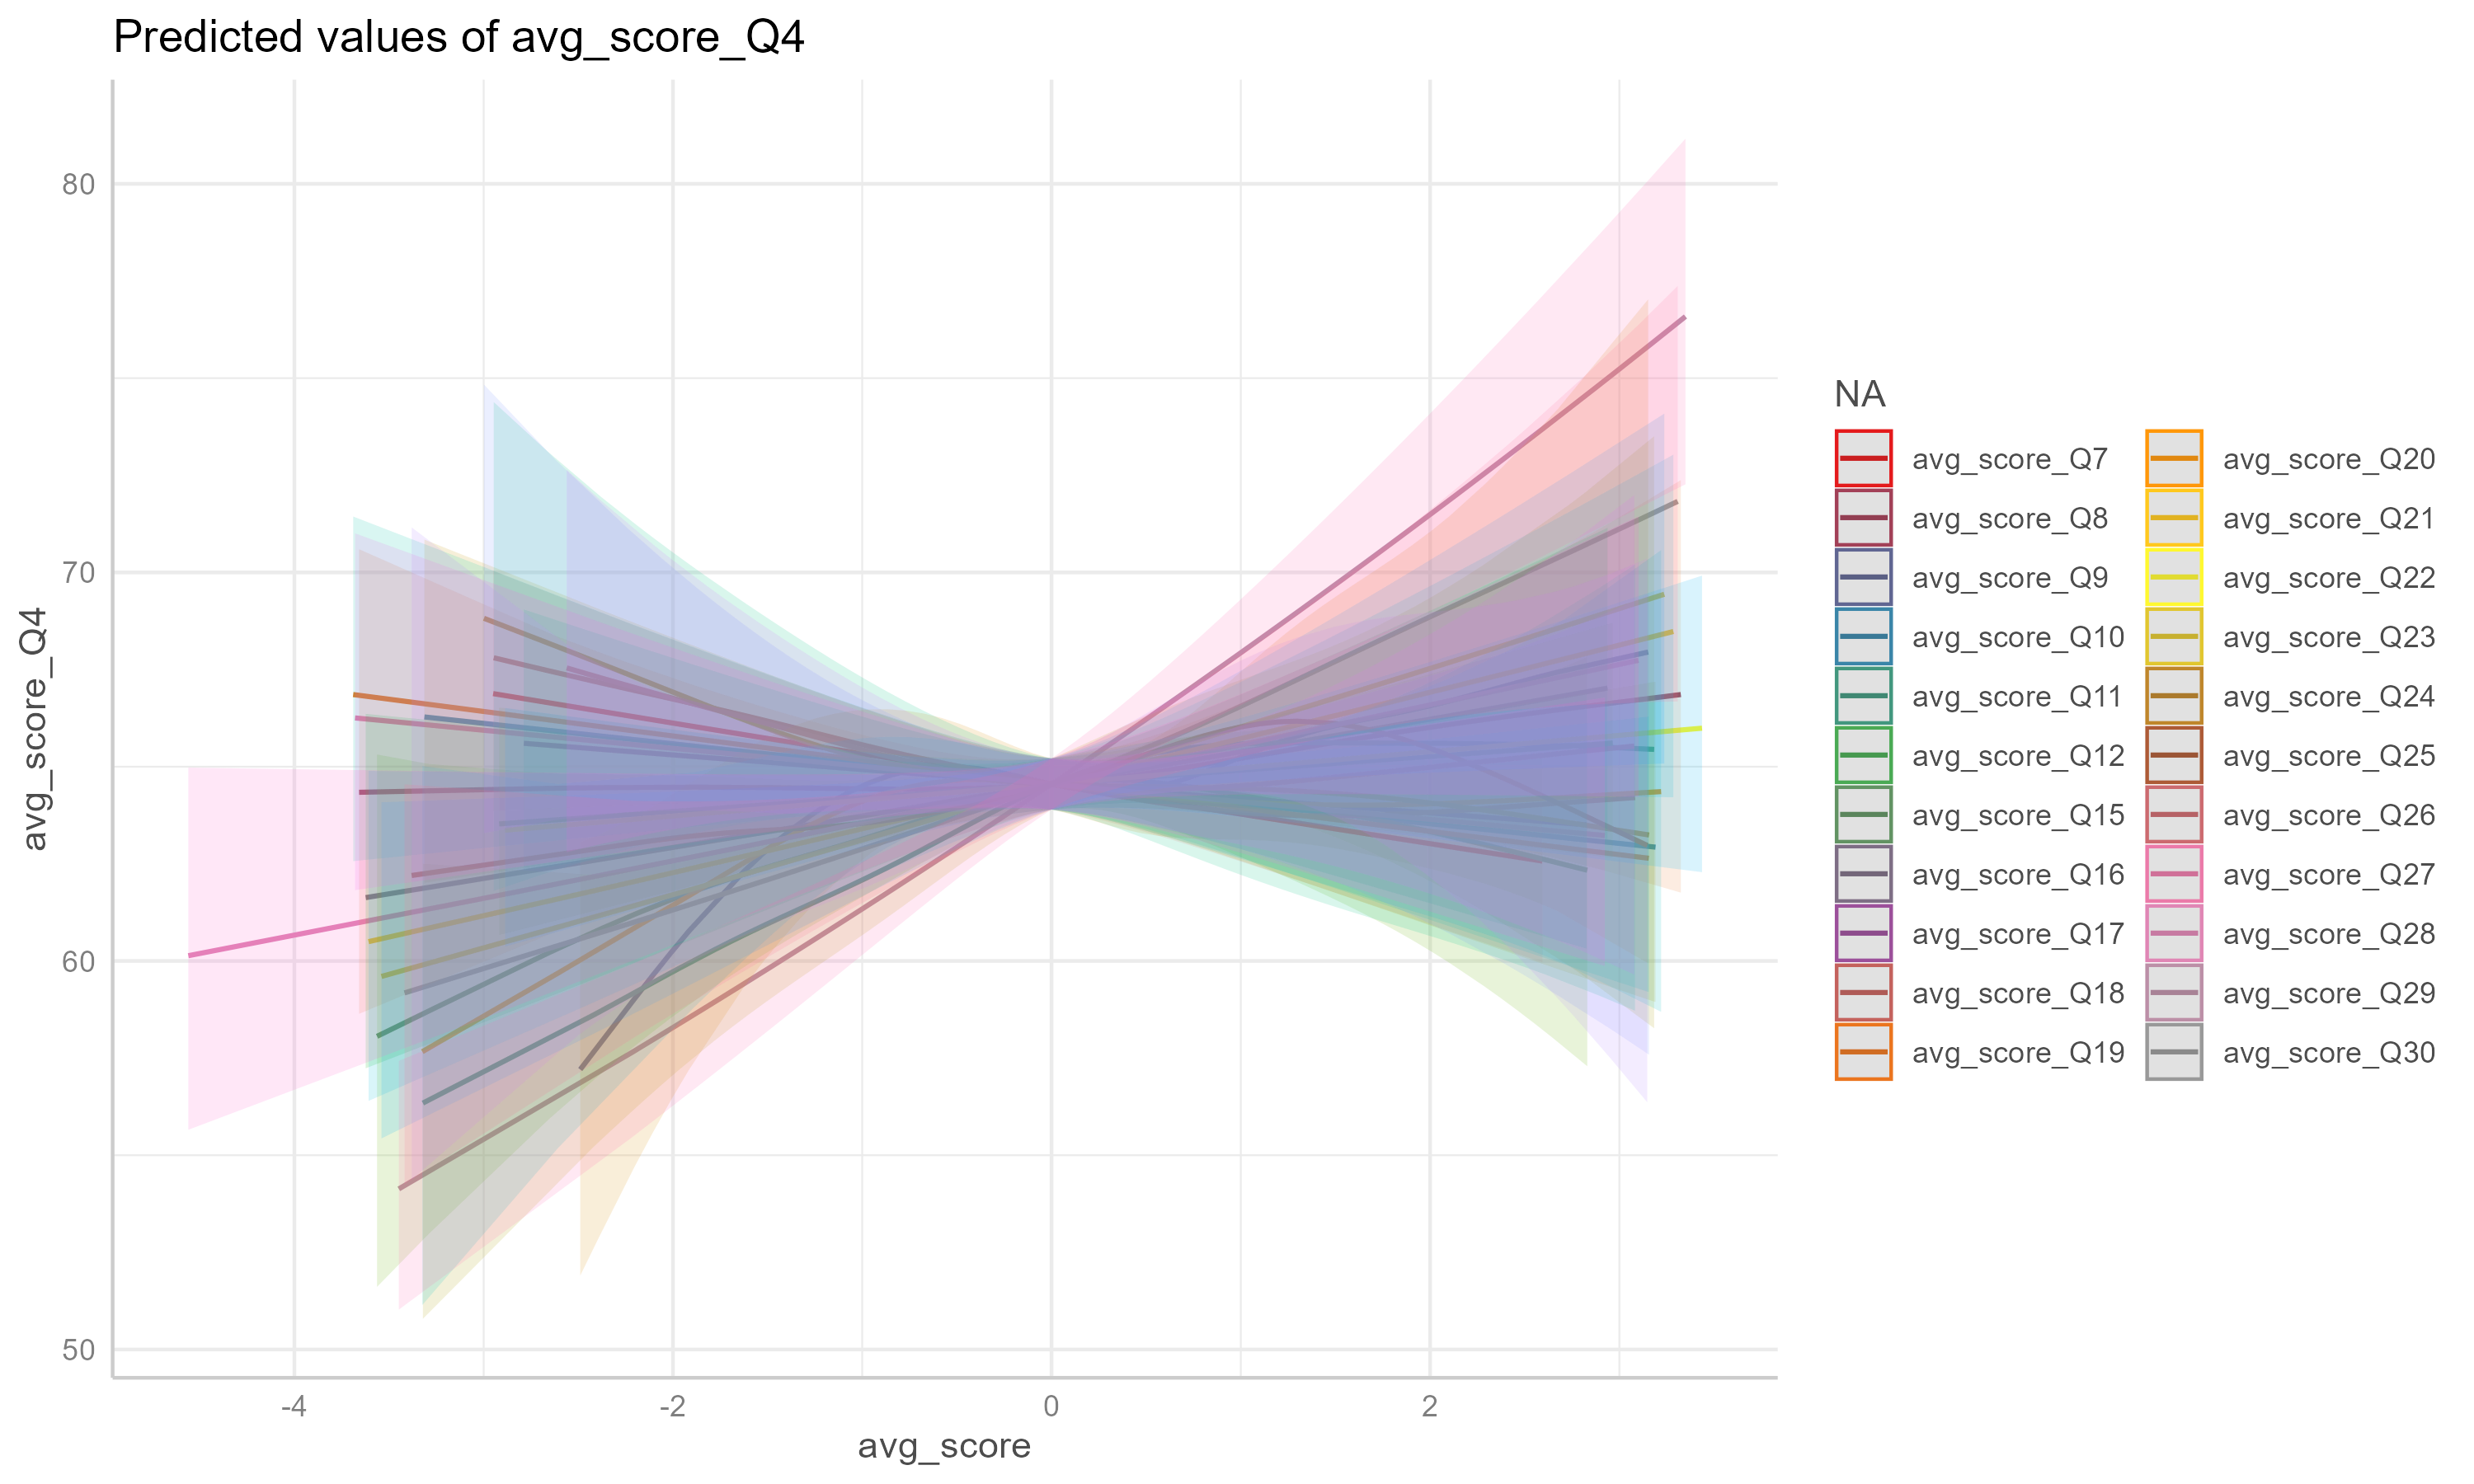 Predicted values of avg_score_Q4
80
70
60
50
avg_score_Q4
-4
-2
0
2
avg_score
NA
avg_score_Q7
avg_score_Q8
avg_score_Q9
avg_score_Q10
avg_score_Q11
avg_score_Q12
avg_score_Q15
avg_score_Q16
avg_score_Q17
avg_score_Q18
avg_score_Q19
avg_score_Q20
avg_score_Q21
avg_score_Q22
avg_score_Q23
avg_score_Q24
avg_score_Q25
avg_score_Q26
avg_score_Q27
avg_score_Q28
avg_score_Q29
avg_score_Q30